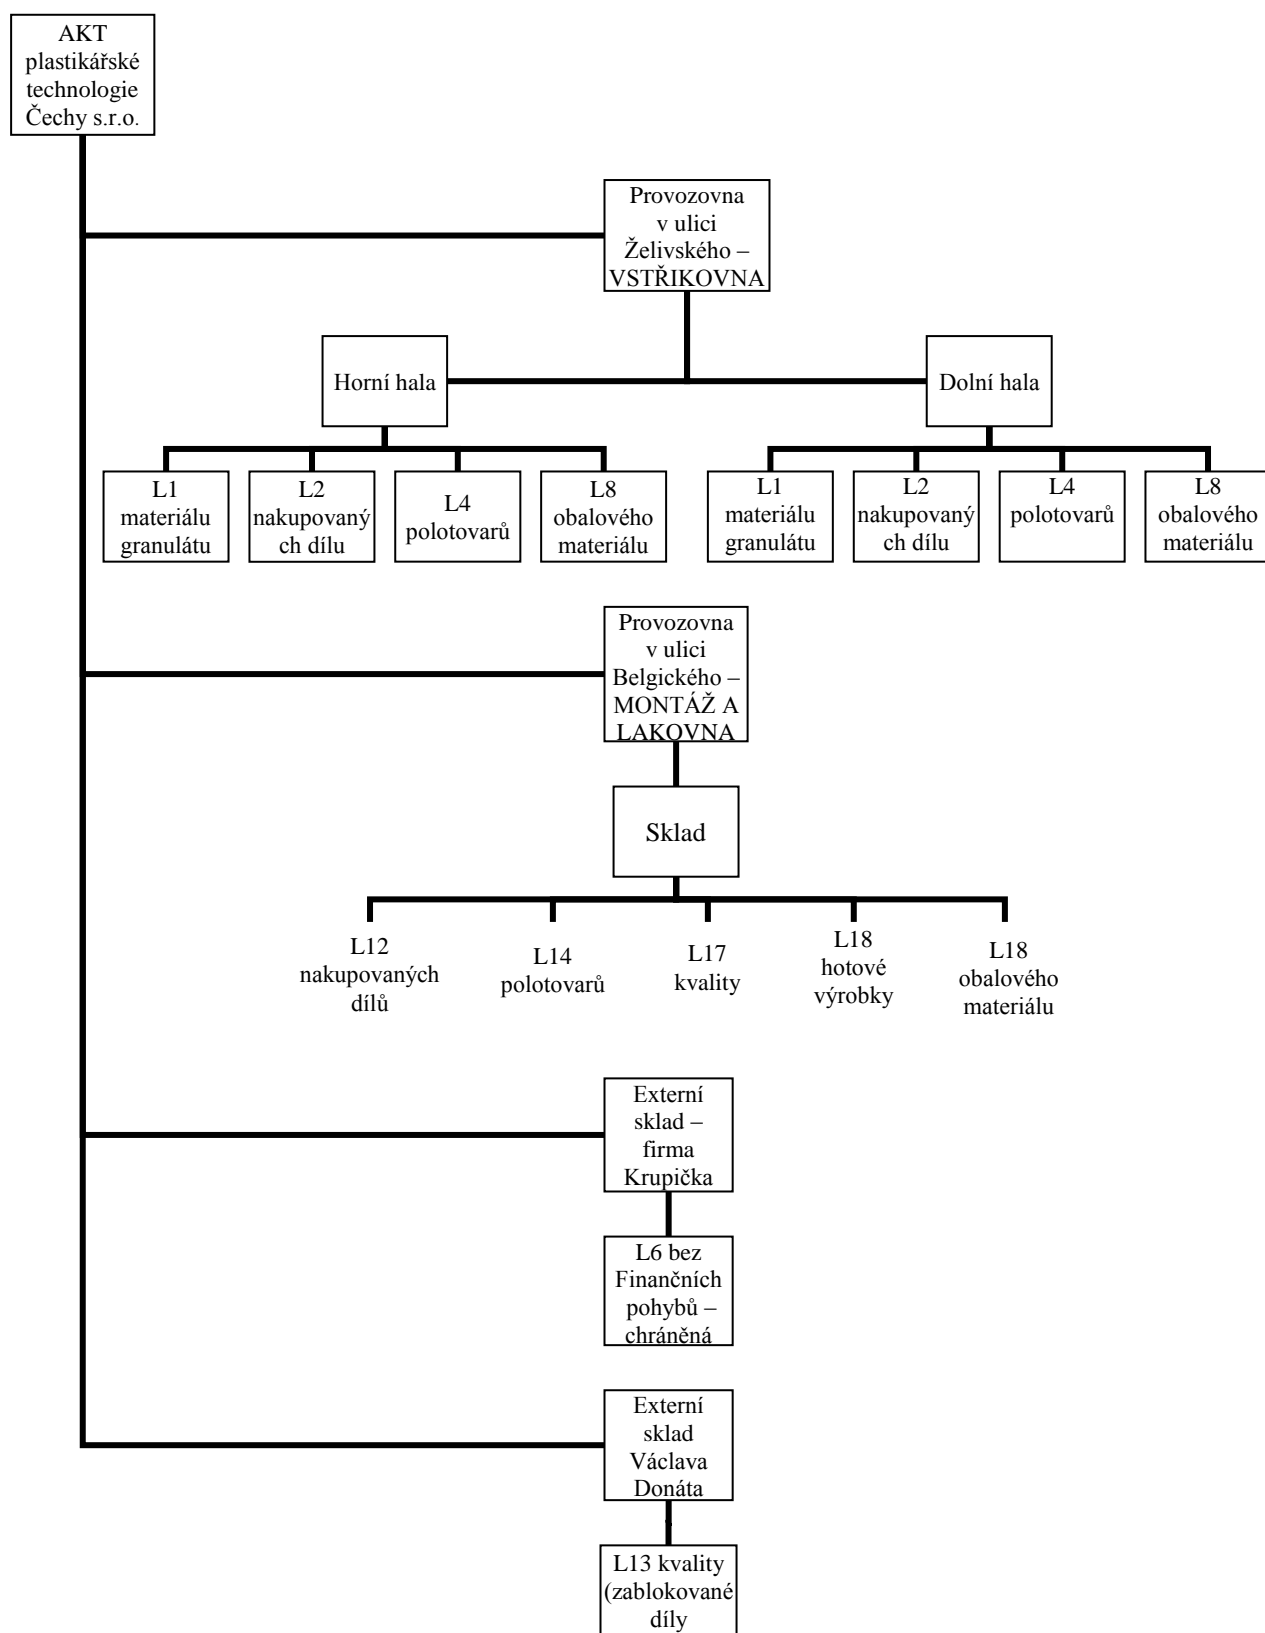 AKT
plastikářské
technologie
Čechy s.r.o.
Provozovna
v ulici
Želivského –
VSTŘIKOVNA
Horní hala
Dolní hala
L1
materiálu
granulátu
L2
nakupovaný
ch dílu
L4
polotovarů
L8
obalového
materiálu
L1
materiálu
granulátu
L2
nakupovaný
ch dílu
L4
polotovarů
L8
obalového
materiálu
Provozovna
v ulici
Belgického –
MONTÁŽ A
LAKOVNA
Sklad
L12
nakupovaných
dílů
L14
polotovarů
L17
kvality
L18
hotové
výrobky
L18
obalového
materiálu
Externí
sklad –
firma
Krupička
L6 bez
Finančních
pohybů –
chráněná
Externí
sklad
Václava
Donáta
L13 kvality
(zablokované
díly